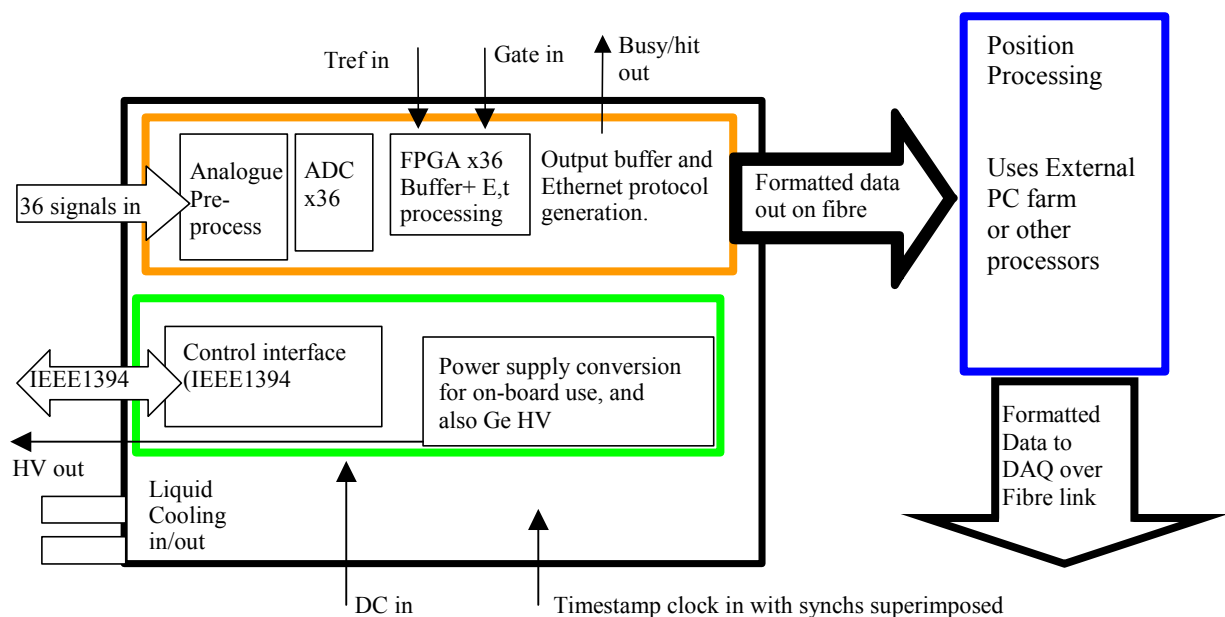 Tref in
Gate in
Busy/hit
out
36 signals in
Analogue
Pre-
process
ADC
x36
FPGA x36
Buffer+ E,t
processing
Output buffer and
Ethernet protocol
generation.
Formatted data
out on fibre
Position
Processing
Uses External
PC farm
or other
processors
IEEE1394
Control interface
(IEEE1394
Power supply conversion
for on-board use, and
also Ge HV
HV out
Liquid
Cooling
in/out
Formatted
Data to
DAQ over
Fibre link
DC in
Timestamp clock in with synchs superimposed